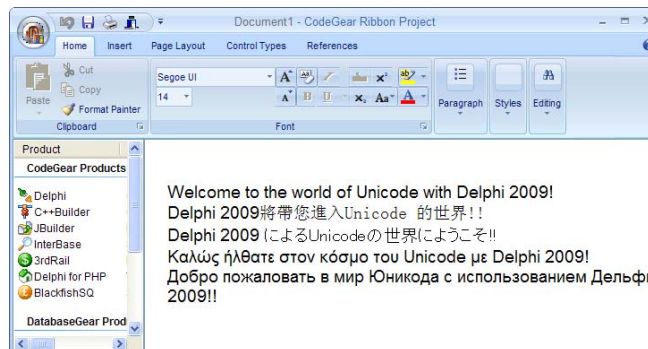 Document1 - CodeGear Ribbon Project
Home Insert Page Layout Control Types References
Paste
Cut
Copy
Format Painter
Clipboard
Segoe UI
14
Font
Paragraph
Styles
Editing
Product
CodeGear Products
Delphi
C++Builder
JBuilder
InterBase
3rdRail
Delphi for PHP
BlackfishSQ
DatabaseGear Prod
Welcome to the world of Unicode with Delphi 2009!
Delphi 2009將帶您進入Unicode 的世界!!
Delphi 2009 によるUnicodeの世界にようこそ!!
Καλώς ήλθατε στον κόσμο του Unicode με Delphi 2009!
Добро пожаловать в мир Юникода с использованием Дельфи
2009!!